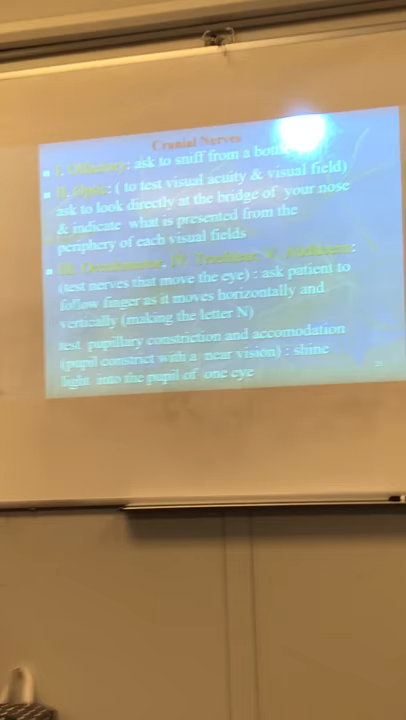 Cranial Nerves
I. Olfactory: ask to sniff from a
II. Optic: ( to test visual acuity & visual field)
ask to look directly at the bridge of your nose
& indicate what is presented from the
periphery of each visual fields
III. Occulomotor, IV. Trochlear, V. Abducens:
(test nerves that move the eye) : ask patient to
follow finger as it moves horizontally and
vertically (making the letter N)
test pupillary constriction and accomodation
(pupil constrict with a near vision) : shine
light into the pupil of one eye